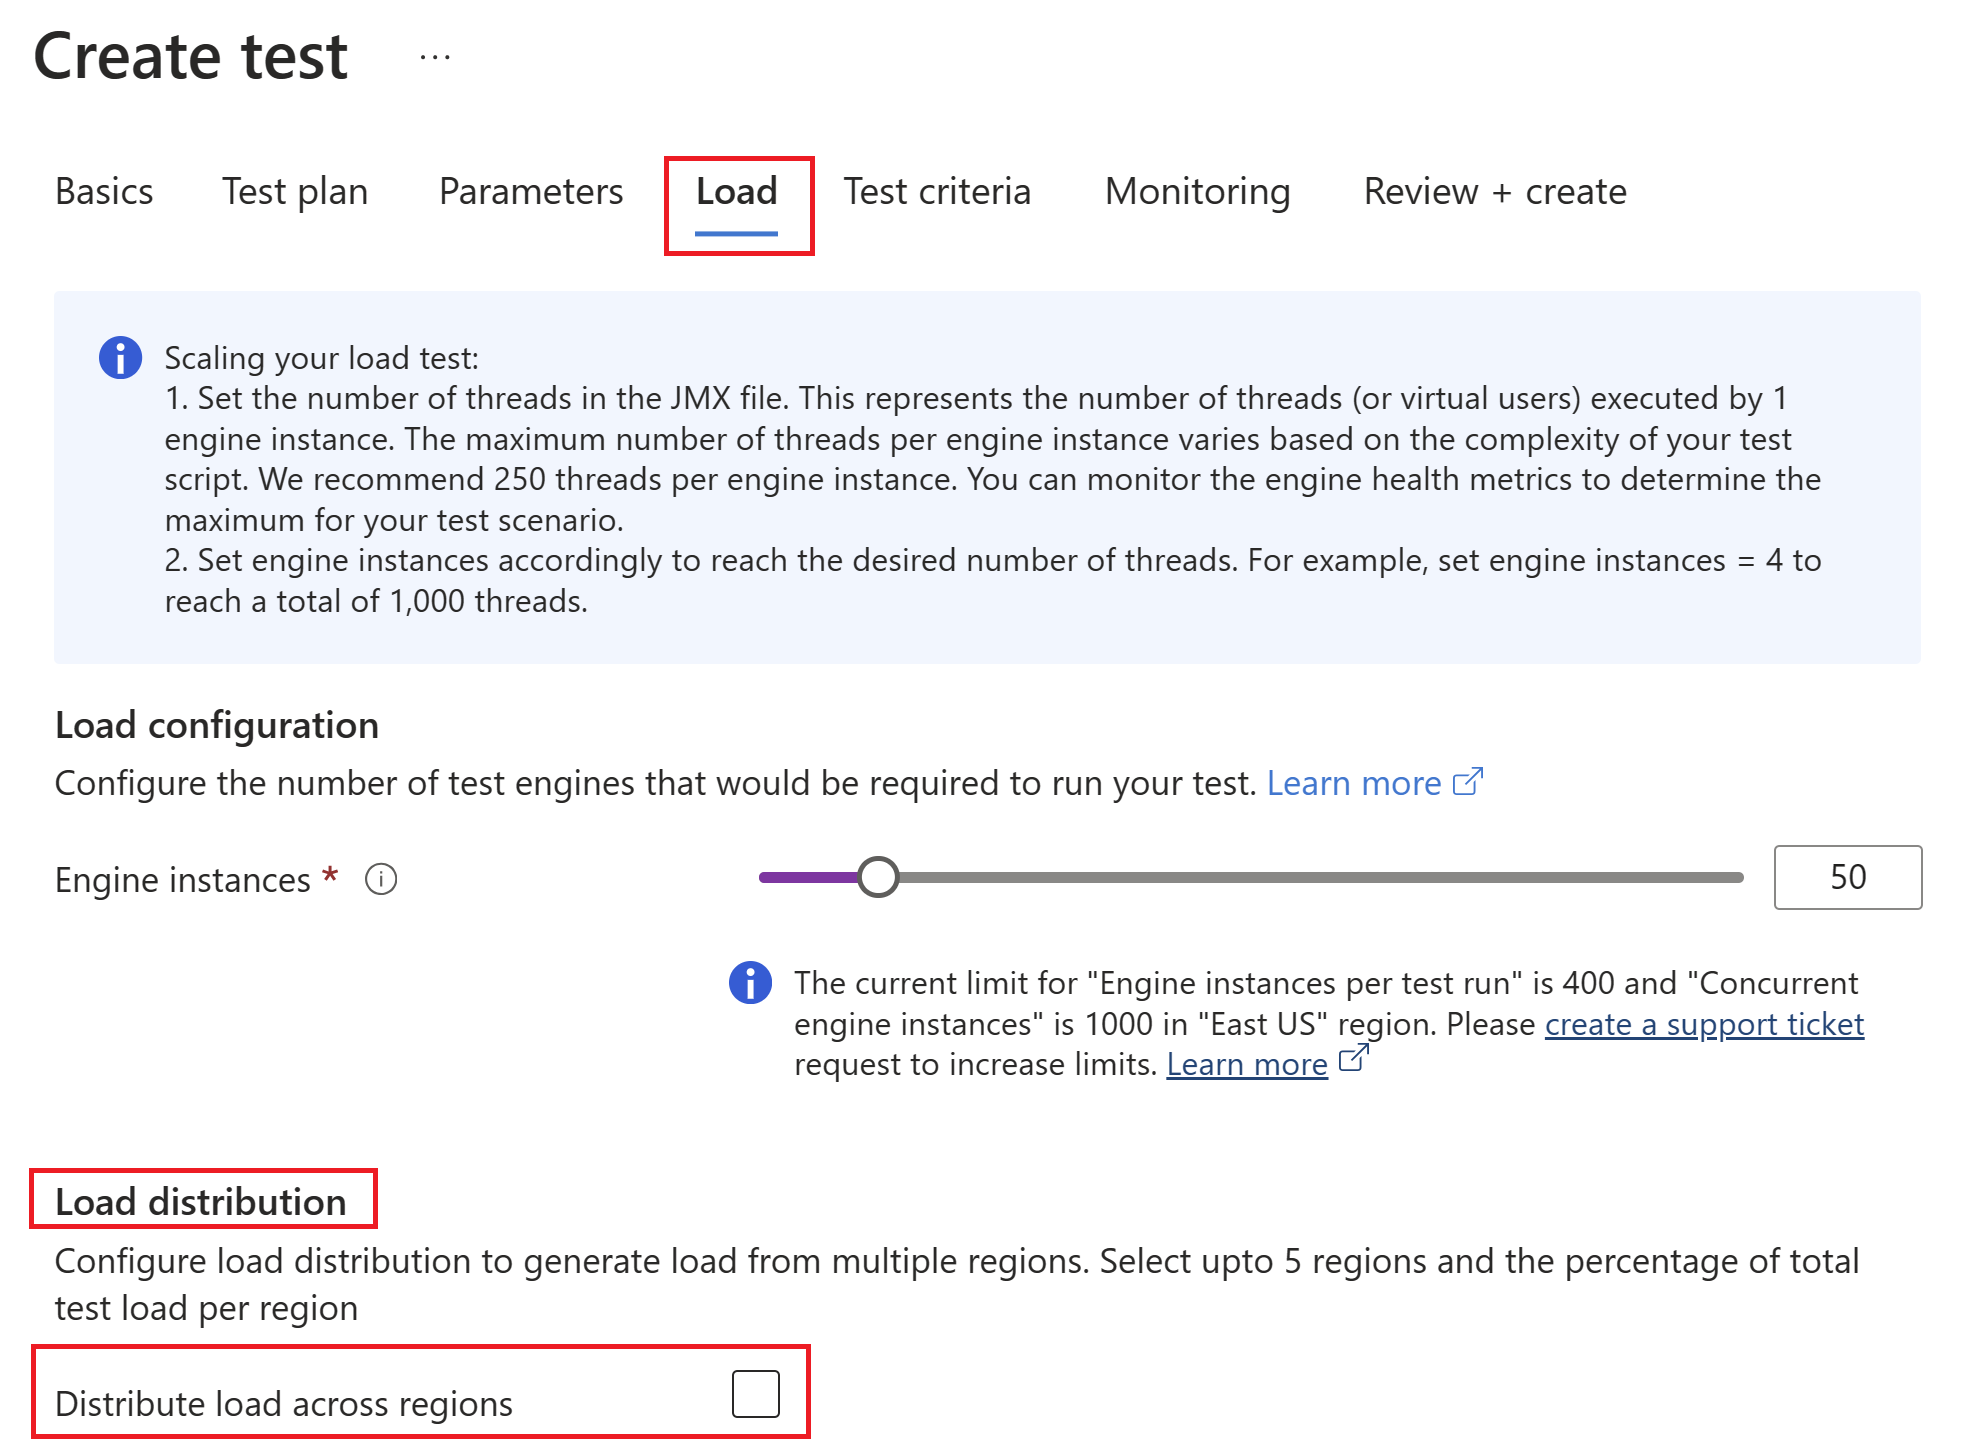 Create test ...
Basics Test plan Parameters Load Test criteria Monitoring Review + create
Scaling your load test:
1. Set the number of threads in the JMX file. This represents the number of threads (or virtual users) executed by 1
engine instance. The maximum number of threads per engine instance varies based on the complexity of your test
script. We recommend 250 threads per engine instance. You can monitor the engine health metrics to determine the
maximum for your test scenario.
2. Set engine instances accordingly to reach the desired number of threads. For example, set engine instances = 4 to
reach a total of 1,000 threads.
Load configuration
Configure the number of test engines that would be required to run your test. Learn more
Engine instances * 50
The current limit for "Engine instances per test run" is 400 and "Concurrent
engine instances" is 1000 in "East US" region. Please create a support ticket
request to increase limits. Learn more
Load distribution
Configure load distribution to generate load from multiple regions. Select upto 5 regions and the percentage of total
test load per region
Distribute load across regions